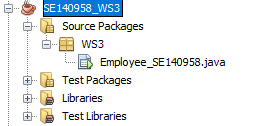 SE140958_WS3
Source Packages
WS3
Employee_SE140958.java
Test Packages
Libraries
Test Libraries